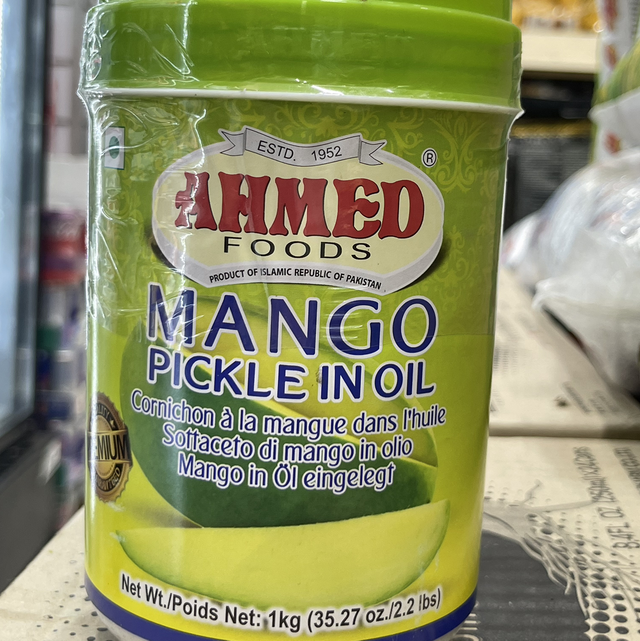 ESTD. 1952
AHMED
®
FOODS
PRODUCT OF ISLAMIC REPUBLIC OF PAKISTAN
MANGO
PICKLE IN OIL
Cornichon à la mangue dans l'huile
Sottaceto di mango in olio
Mango in Öl eingelegt
MIUM
Net Wt./Poids Net: 1kg (35.27 oz./2.2 lbs)